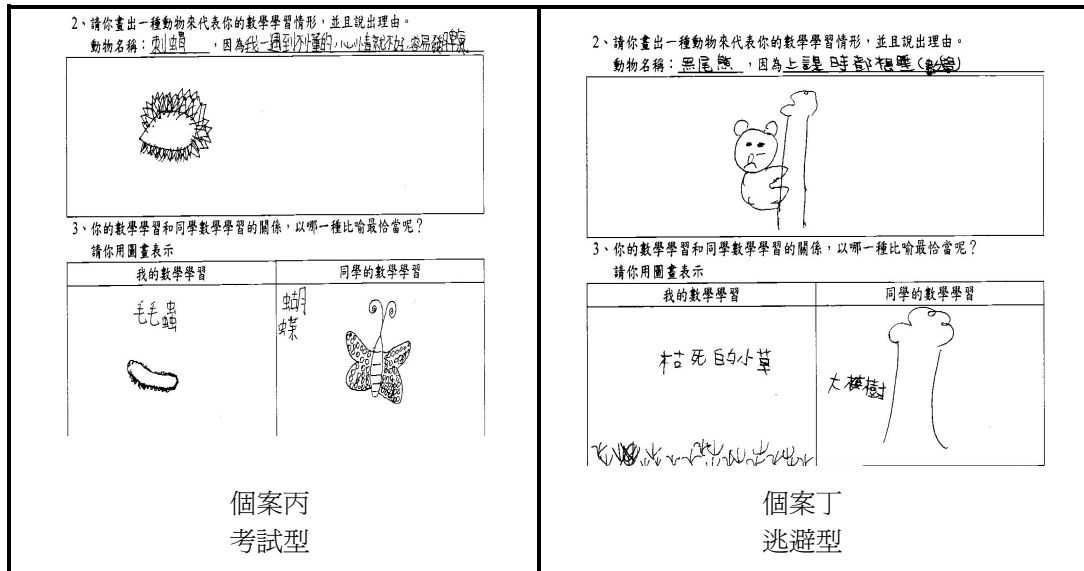 2、請你畫出一種動物來代表你的數學學習情形，並且說出理由。
動物名稱：刺蝟，因為我一遇到不懂的,心情就不好,容易發脾氣
3、你的數學學習和同學數學學習的關係，以哪一種比喻最恰當呢？
請你用圖畫表示
我的數學學習 同學的數學學習
毛毛蟲
蝴
蝶
個案丙
考試型
2、請你畫出一種動物來代表你的數學學習情形，並且說出理由。
動物名稱：無尾熊，因為上課時都想睡(數學)
3、你的數學學習和同學數學學習的關係，以哪一種比喻最恰當呢？
請你用圖畫表示
我的數學學習 同學的數學學習
枯死的小草
大模樹
個案丁
逃避型